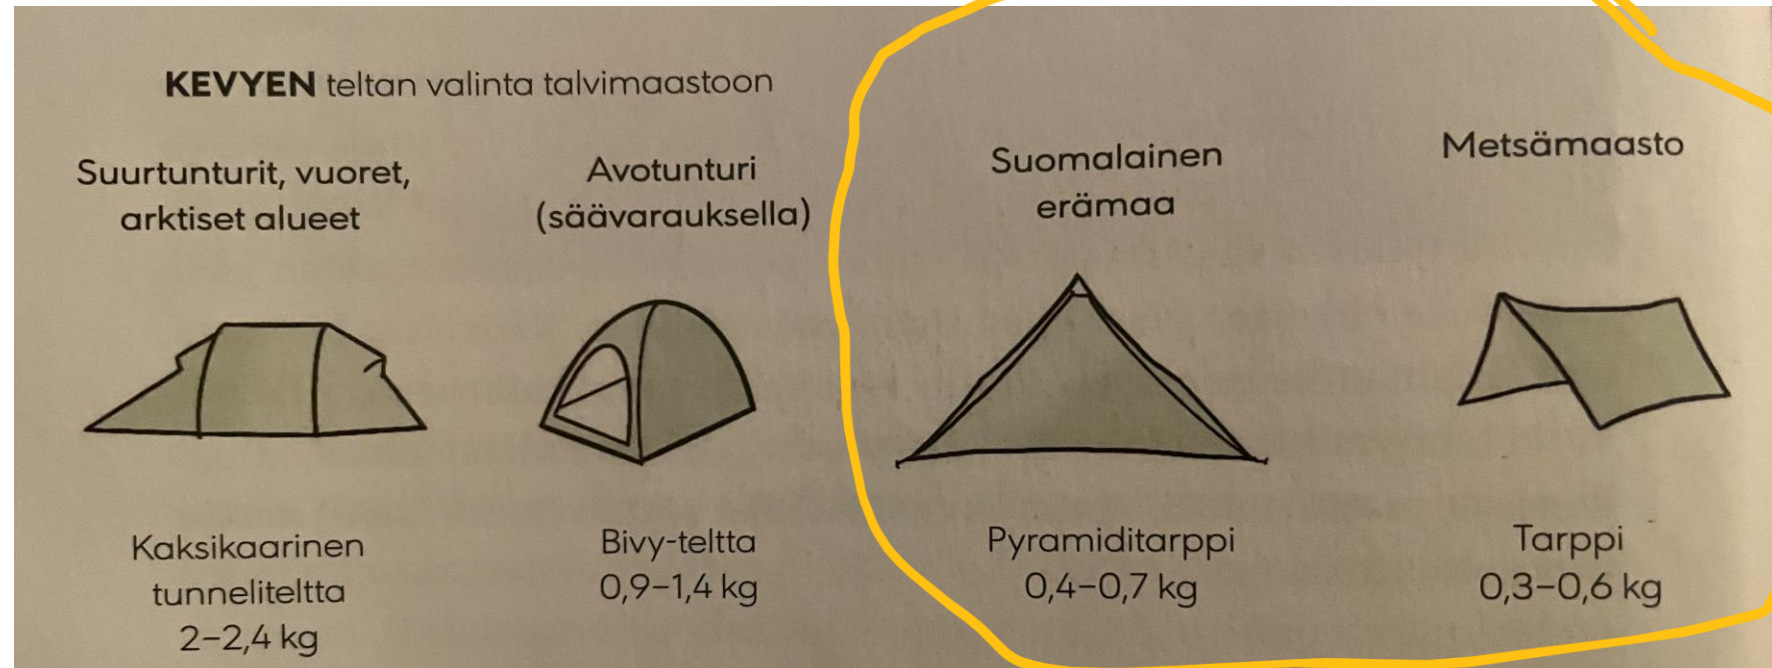 KEVYEN teltan valinta talvimaastoon
Suurtunturit, vuoret,
arktiset alueet
Avotunturi
(säävarauksella)
Suomalainen
erämaa
Metsämaasto
Kaksikaarinen
tunneliteltta
2–2,4 kg
Bivy-teltta
0,9–1,4 kg
Pyramiditarppi
0,4–0,7 kg
Tarppi
0,3–0,6 kg